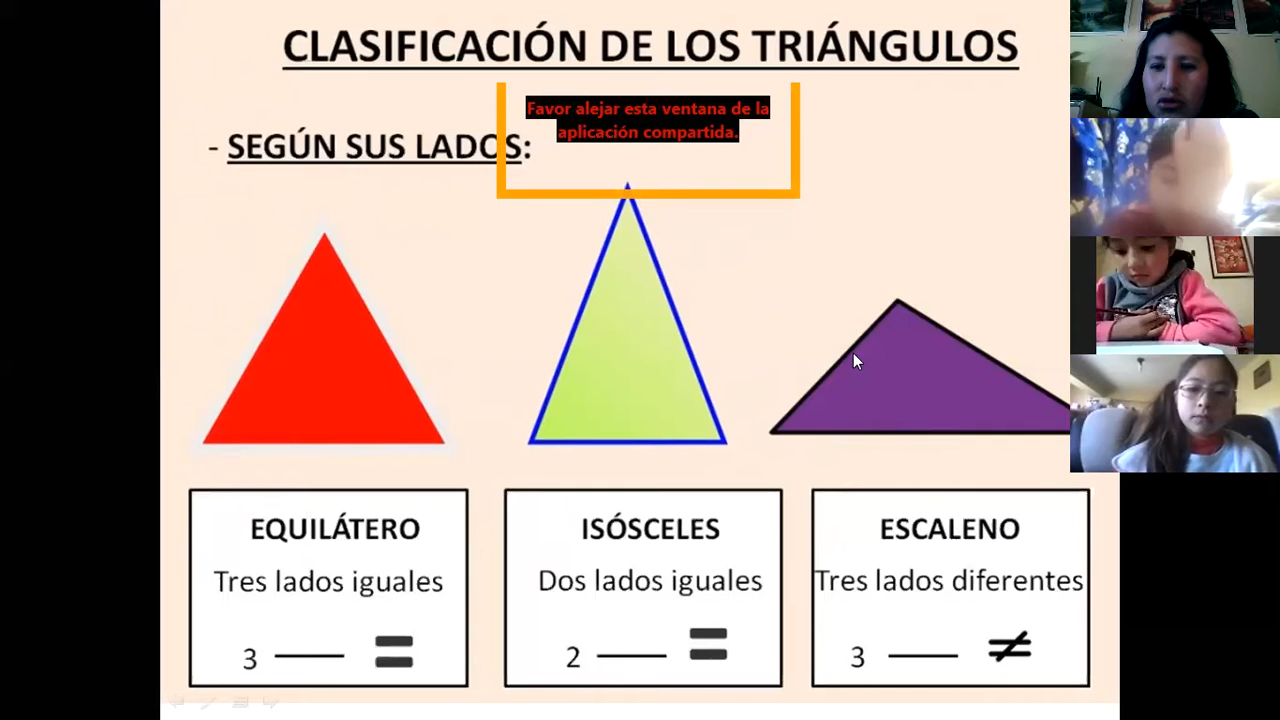 CLASIFICACIÓN DE LOS TRIÁNGULOS
Favor alejar esta ventana de la
aplicación compartida.
- SEGÚN SUS LADOS:
EQUILÁTERO
Tres lados iguales
3 —— =
ISÓSCELES
Dos lados iguales
2 —— =
ESCALENO
Tres lados diferentes
3 —— ≠